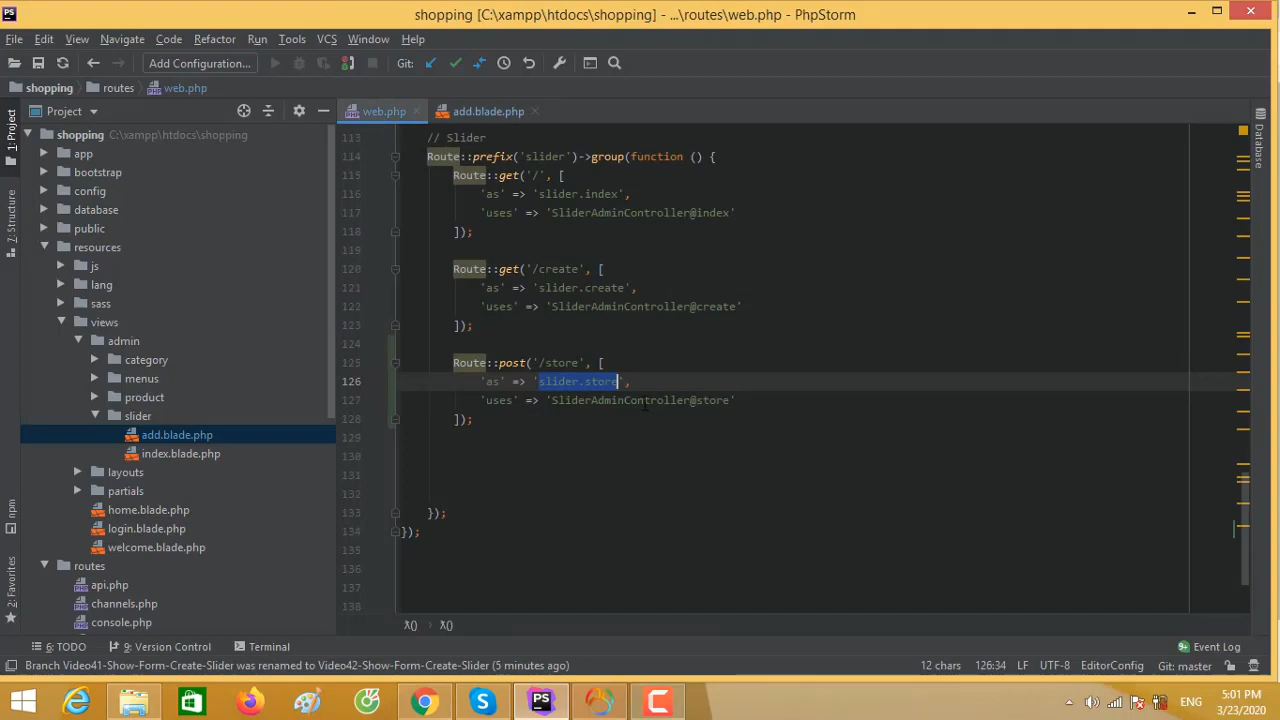 shopping [C:\xampp\htdocs\shopping] - ...\routes\web.php - PhpStorm
File Edit View Navigate Code Refactor Run Tools VCS Window Help
Add Configuration... Git:
shopping routes web.php
Project web.php add.blade.php
1: Project
7: Structure
npm
2: Favorites
Database
shopping C:\xampp\htdocs\shopping
app
bootstrap
config
database
public
resources
js
lang
sass
views
admin
category
menus
product
slider
add.blade.php
index.blade.php
layouts
partials
home.blade.php
login.blade.php
welcome.blade.php
routes
api.php
channels.php
console.php
113 // Slider
114 Route::prefix('slider')->group(function () {
115 Route::get('/', [
116 'as' => 'slider.index',
117 'uses' => 'SliderAdminController@index'
118 ]);
119
120 Route::get('/create', [
121 'as' => 'slider.create',
122 'uses' => 'SliderAdminController@create'
123 ]);
124
125 Route::post('/store', [
126 'as' => 'slider.store',
127 'uses' => 'SliderAdminController@store'
128 ]);
129
130
131
132
133 });
134 });
135
136
137
138
λ() λ()
6: TODO 9: Version Control Terminal Event Log
Branch Video41-Show-Form-Create-Slider was renamed to Video42-Show-Form-Create-Slider (5 minutes ago) 12 chars 126:34 LF UTF-8 EditorConfig Git: master
PS
ENG
5:01 PM
3/23/2020